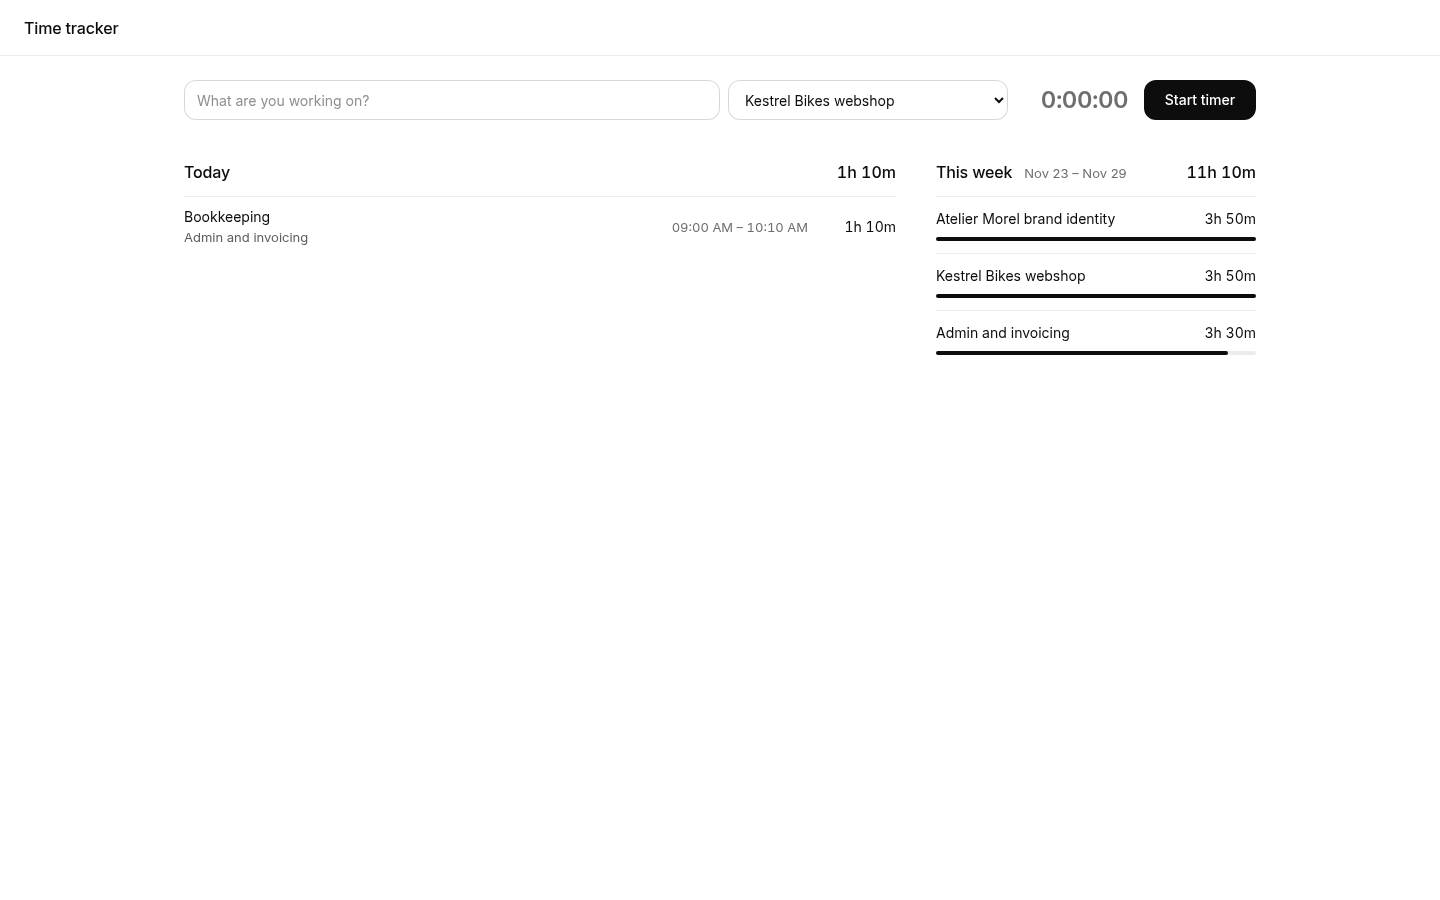 Time tracker
What are you working on?
Kestrel Bikes webshop
0:00:00
Start timer
Today 1h 10m
Bookkeeping
Admin and invoicing
09:00 AM – 10:10 AM 1h 10m
This week Nov 23 – Nov 29 11h 10m
Atelier Morel brand identity 3h 50m
Kestrel Bikes webshop 3h 50m
Admin and invoicing 3h 30m